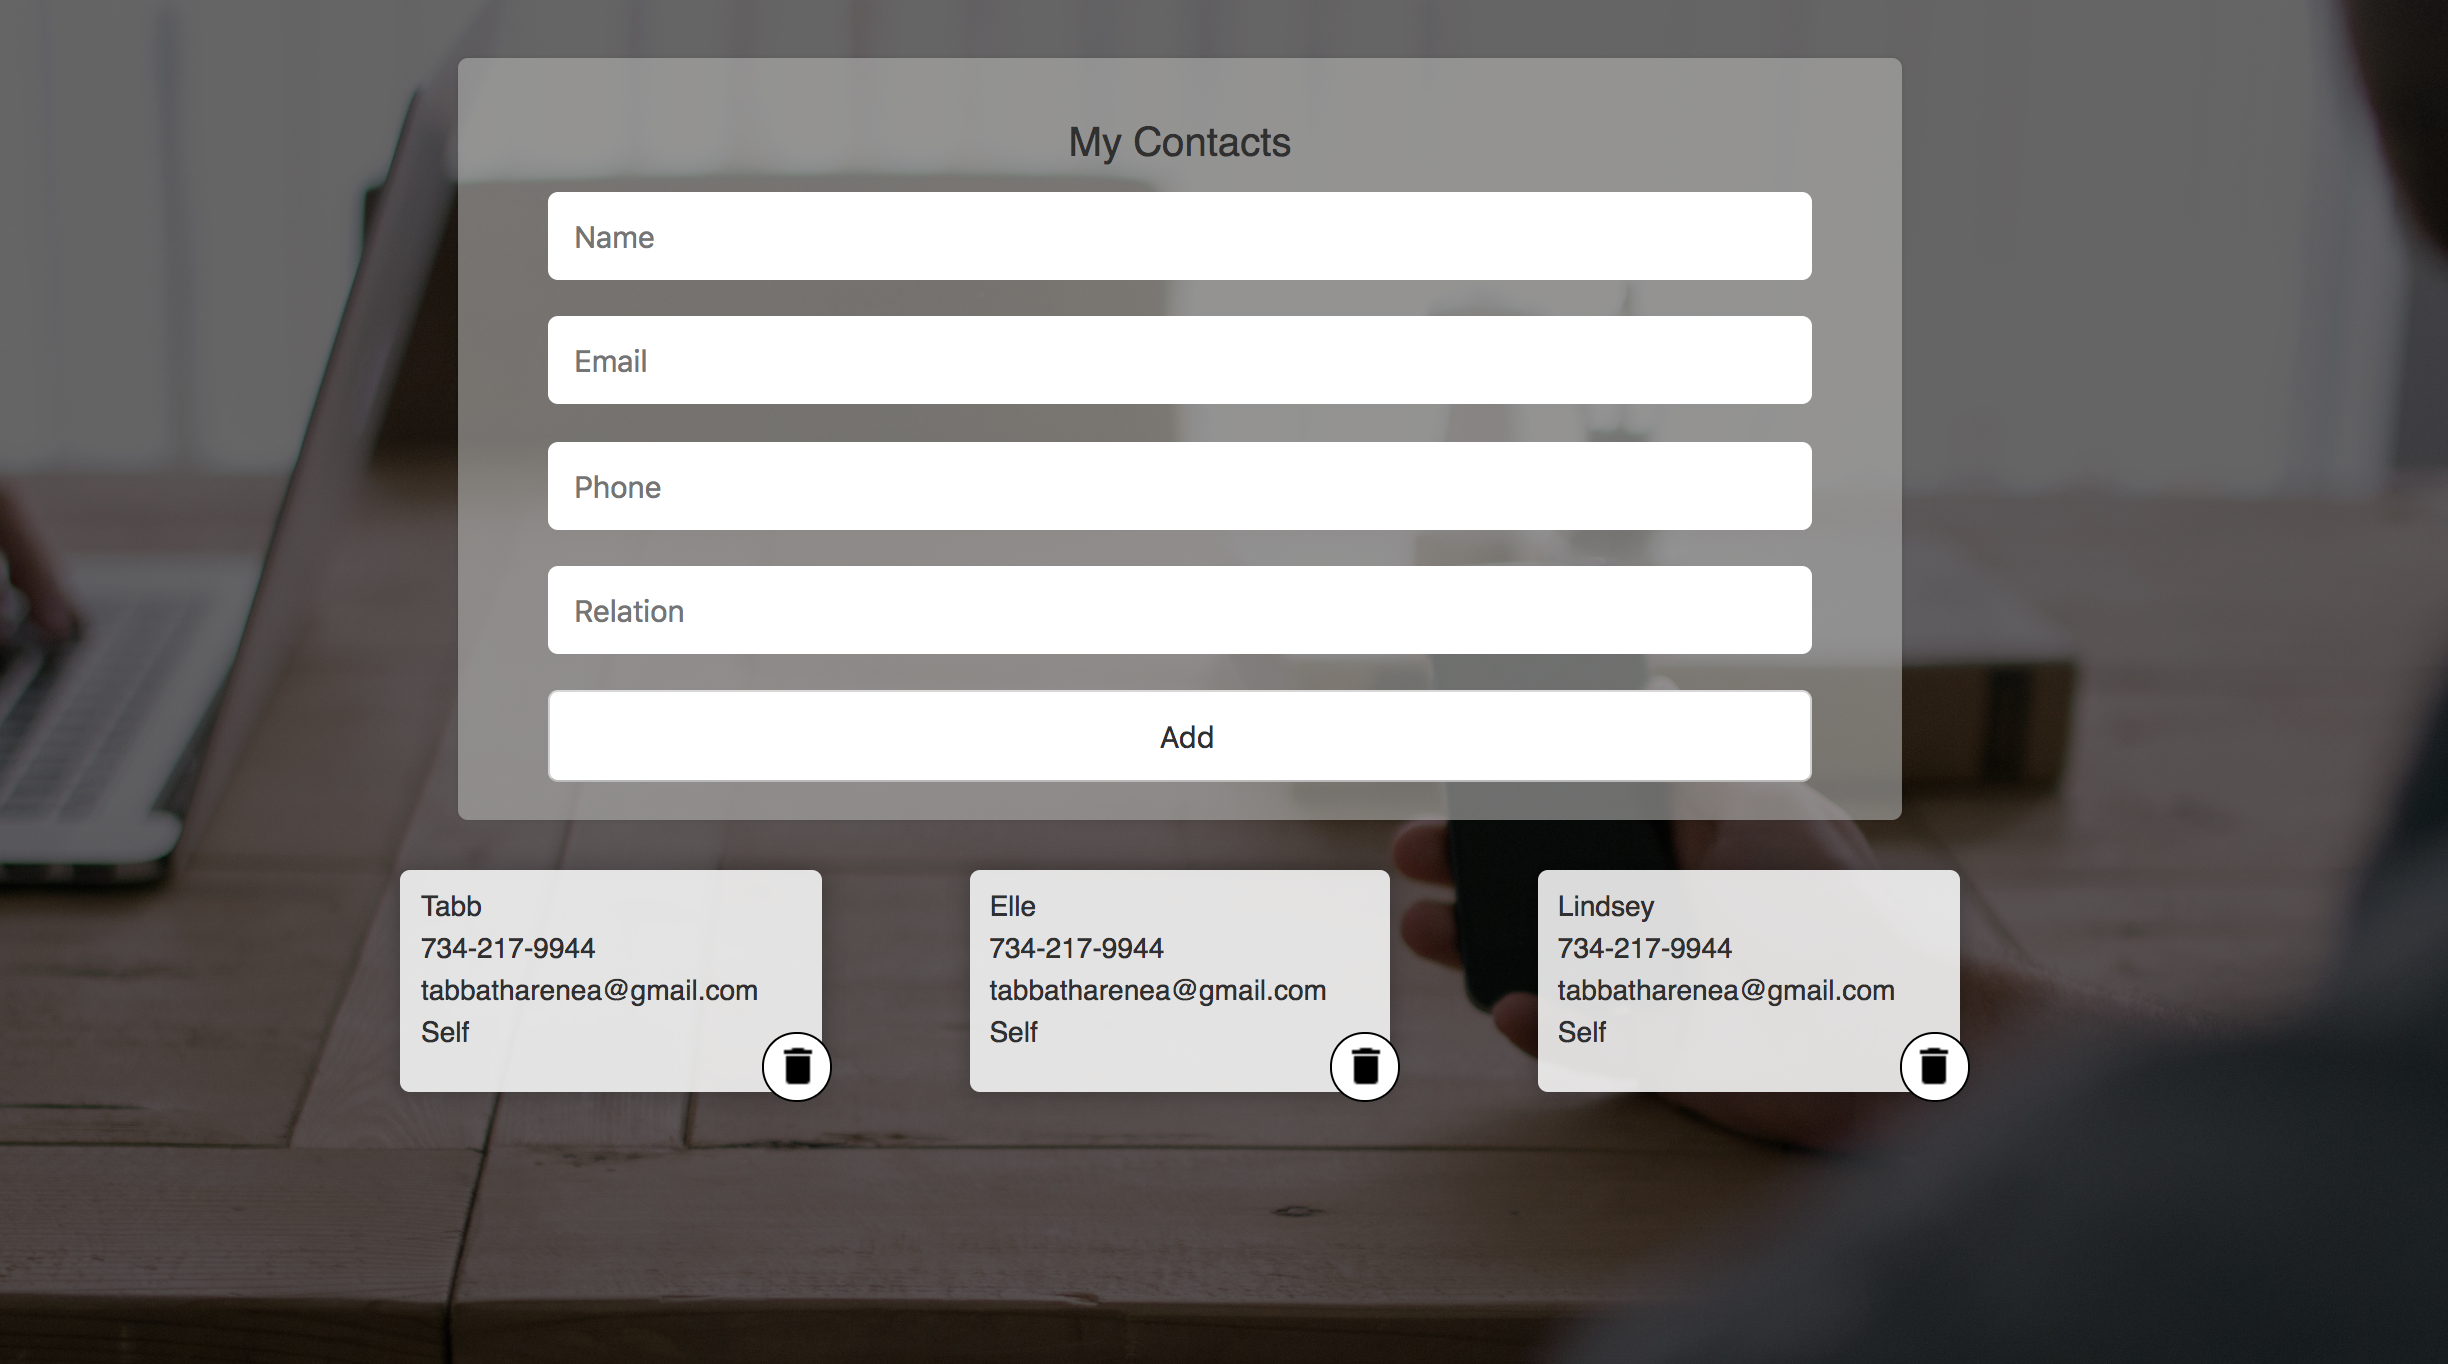 My Contacts
Name
Email
Phone
Relation
Add
Tabb
734-217-9944
tabbatharenea@gmail.com
Self
Elle
734-217-9944
tabbatharenea@gmail.com
Self
Lindsey
734-217-9944
tabbatharenea@gmail.com
Self